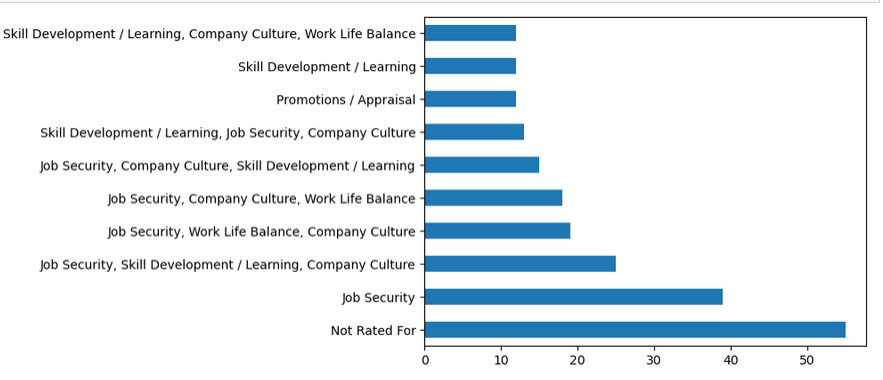 Skill Development / Learning, Company Culture, Work Life Balance
Skill Development / Learning
Promotions / Appraisal
Skill Development / Learning, Job Security, Company Culture
Job Security, Company Culture, Skill Development / Learning
Job Security, Company Culture, Work Life Balance
Job Security, Work Life Balance, Company Culture
Job Security, Skill Development / Learning, Company Culture
Job Security
Not Rated For
0 10 20 30 40 50